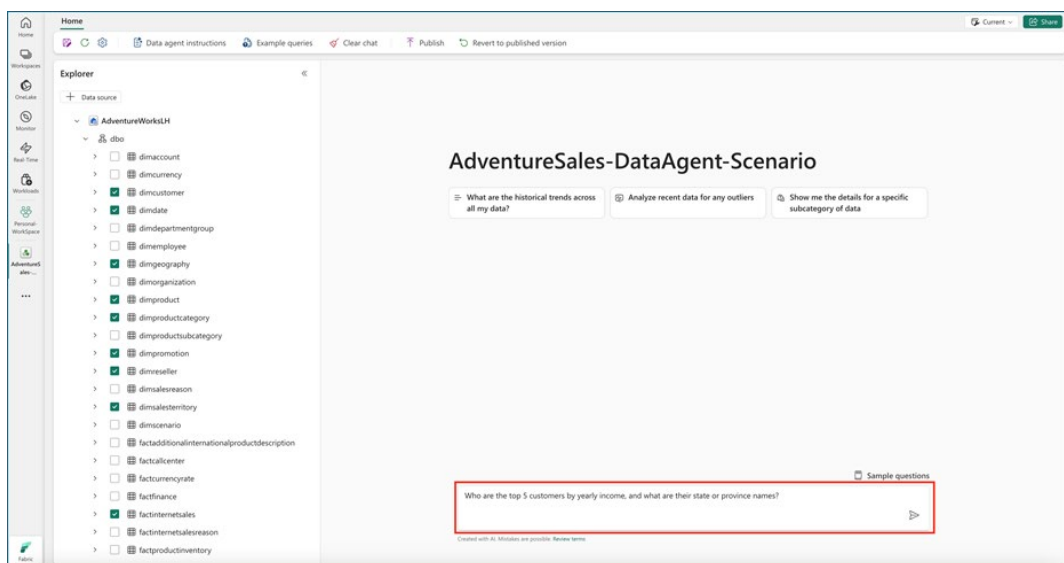 Home
Current
Share
Data agent instructions
Example queries
Clear chat
Publish
Revert to published version
Home
Workspaces
OneLake
Monitor
Real-Time
Workloads
Personal-
WorkSpace
AdventureS
ales-...
Fabric
Explorer
Data source
AdventureWorksLH
dbo
dimaccount
dimcurrency
dimcustomer
dimdate
dimdepartmentgroup
dimemployee
dimgeography
dimorganization
dimproduct
dimproductcategory
dimproductsubcategory
dimpromotion
dimreseller
dimsalesreason
dimsalesterritory
dimscenario
factadditionalinternationalproductdescription
factcallcenter
factcurrencyrate
factfinance
factinternetsales
factinternetsalesreason
factproductinventory
AdventureSales-DataAgent-Scenario
What are the historical trends across
all my data?
Analyze recent data for any outliers
Show me the details for a specific
subcategory of data
Sample questions
Who are the top 5 customers by yearly income, and what are their state or province names?
Created with AI. Mistakes are possible. Review terms